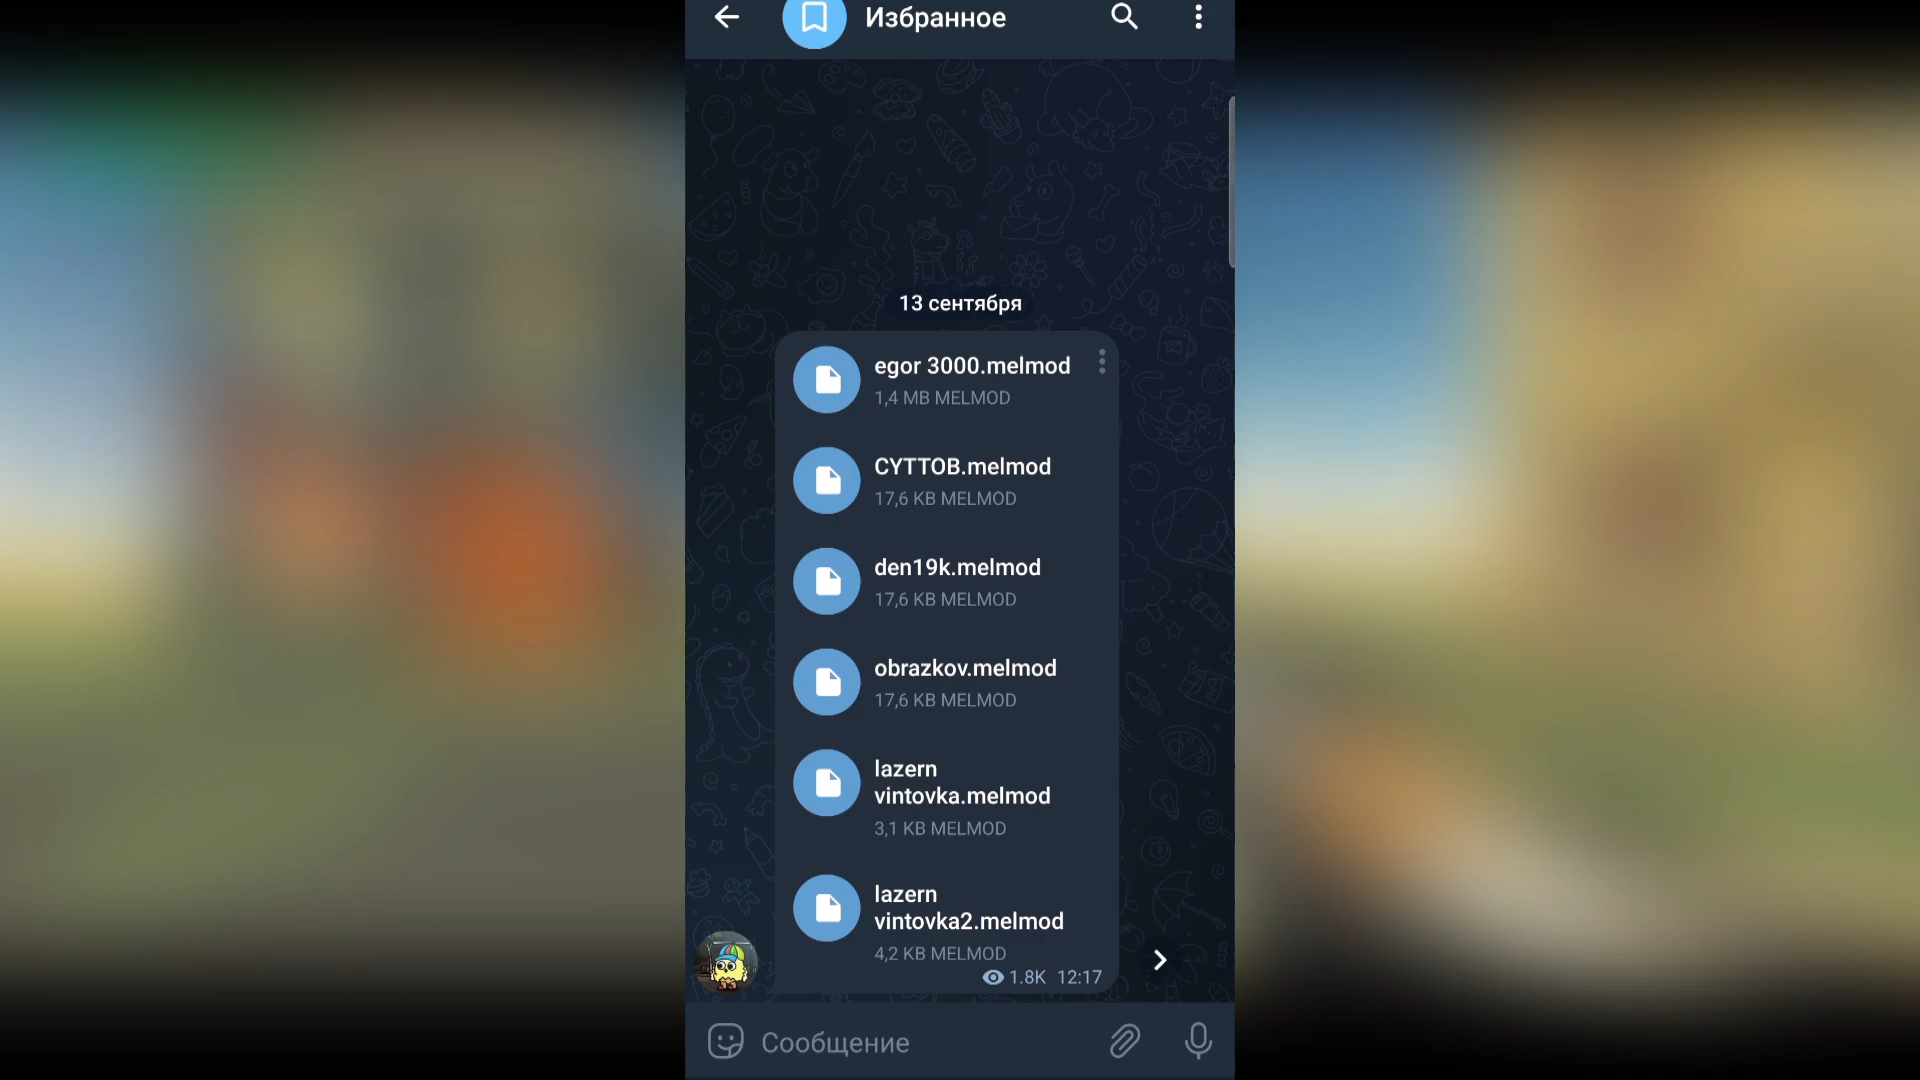 Избранное
13 сентября
egor 3000.melmod
1,4 MB MELMOD
СУТТОВ.melmod
17,6 KB MELMOD
den19k.melmod
17,6 KB MELMOD
obrazkov.melmod
17,6 KB MELMOD
lazern
vintovka.melmod
3,1 KB MELMOD
lazern
vintovka2.melmod
4,2 KB MELMOD
1.8K 12:17
Сообщение